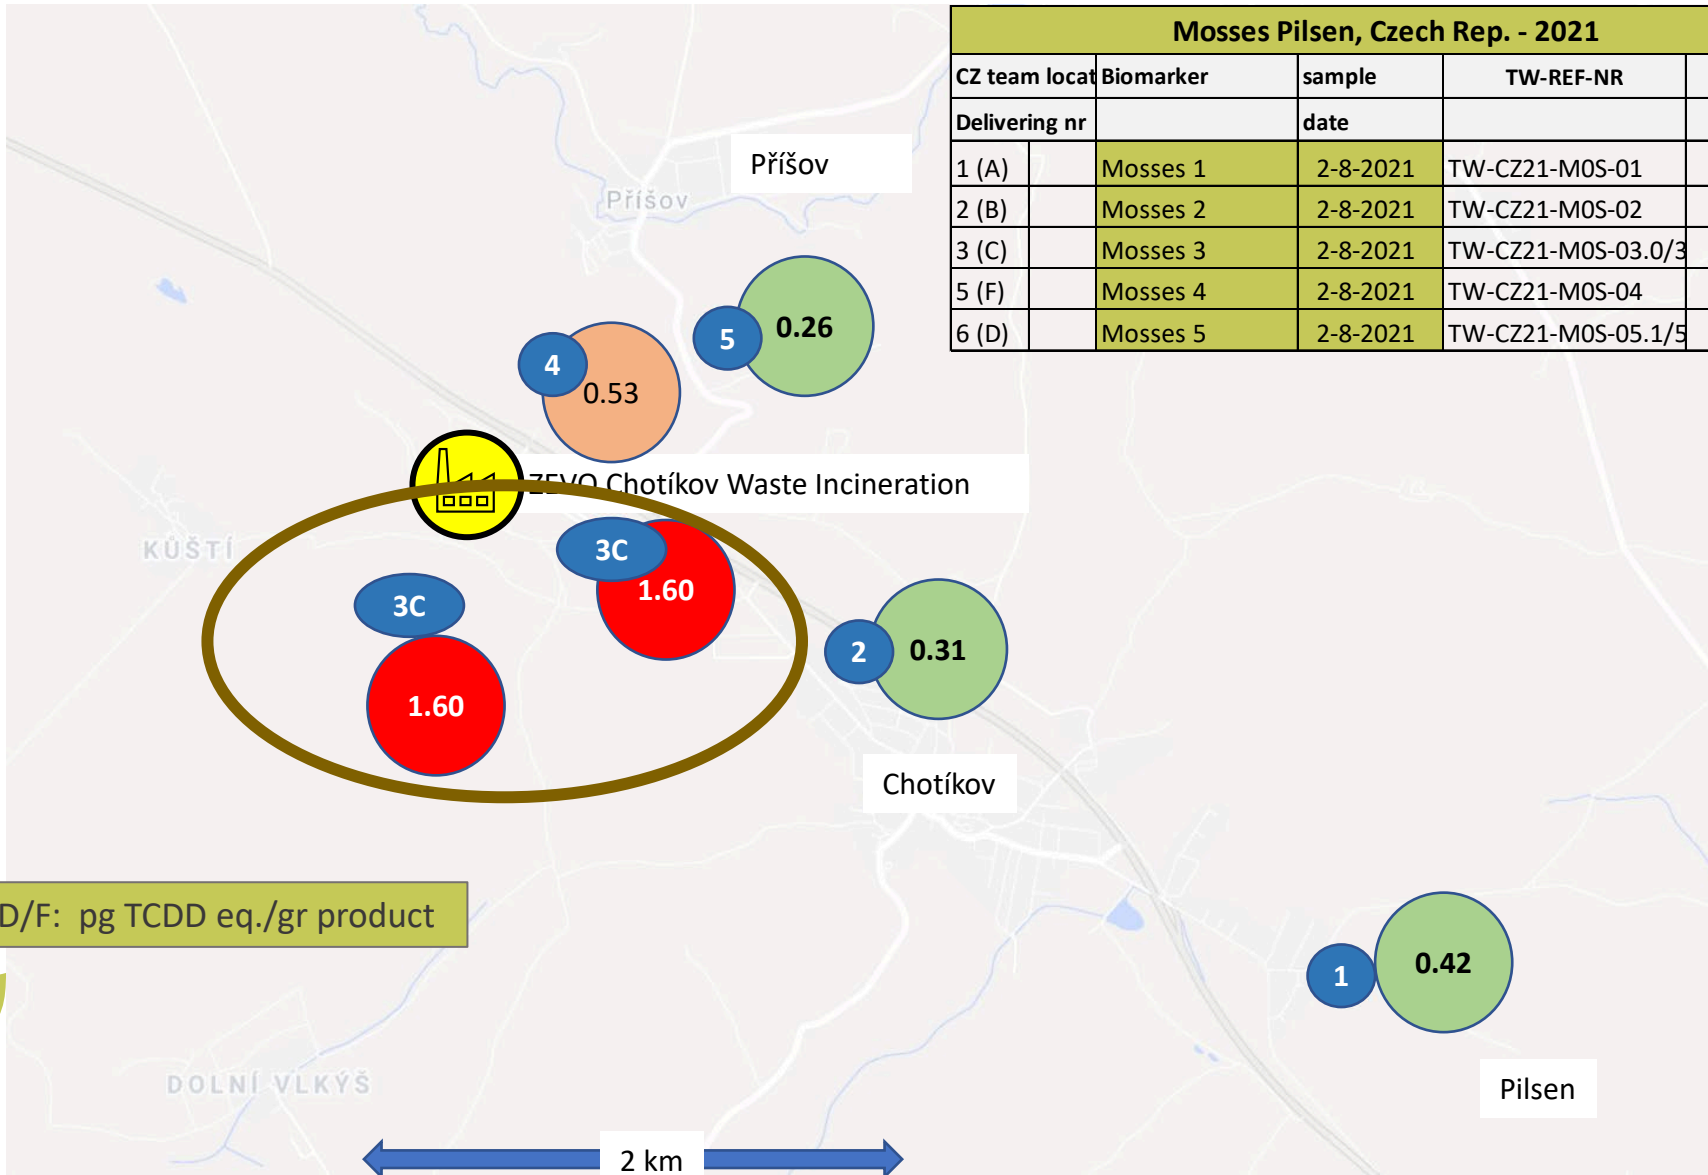 Mosses Pilsen, Czech Rep. - 2021
CZ team locat Biomarker sample TW-REF-NR
Delivering nr date
1 (A) Mosses 1 2-8-2021 TW-CZ21-M0S-01
2 (B) Mosses 2 2-8-2021 TW-CZ21-M0S-02
3 (C) Mosses 3 2-8-2021 TW-CZ21-M0S-03.0/3
5 (F) Mosses 4 2-8-2021 TW-CZ21-M0S-04
6 (D) Mosses 5 2-8-2021 TW-CZ21-M0S-05.1/5
Příšov
Příšov
5 0.26
4 0.53
ZEVO Chotíkov Waste Incineration
KŮŠTÍ
3C
1.60
3C
1.60
2 0.31
Chotíkov
D/F: pg TCDD eq./gr product
1 0.42
DOLNÍ VLKÝŠ
Pilsen
2 km